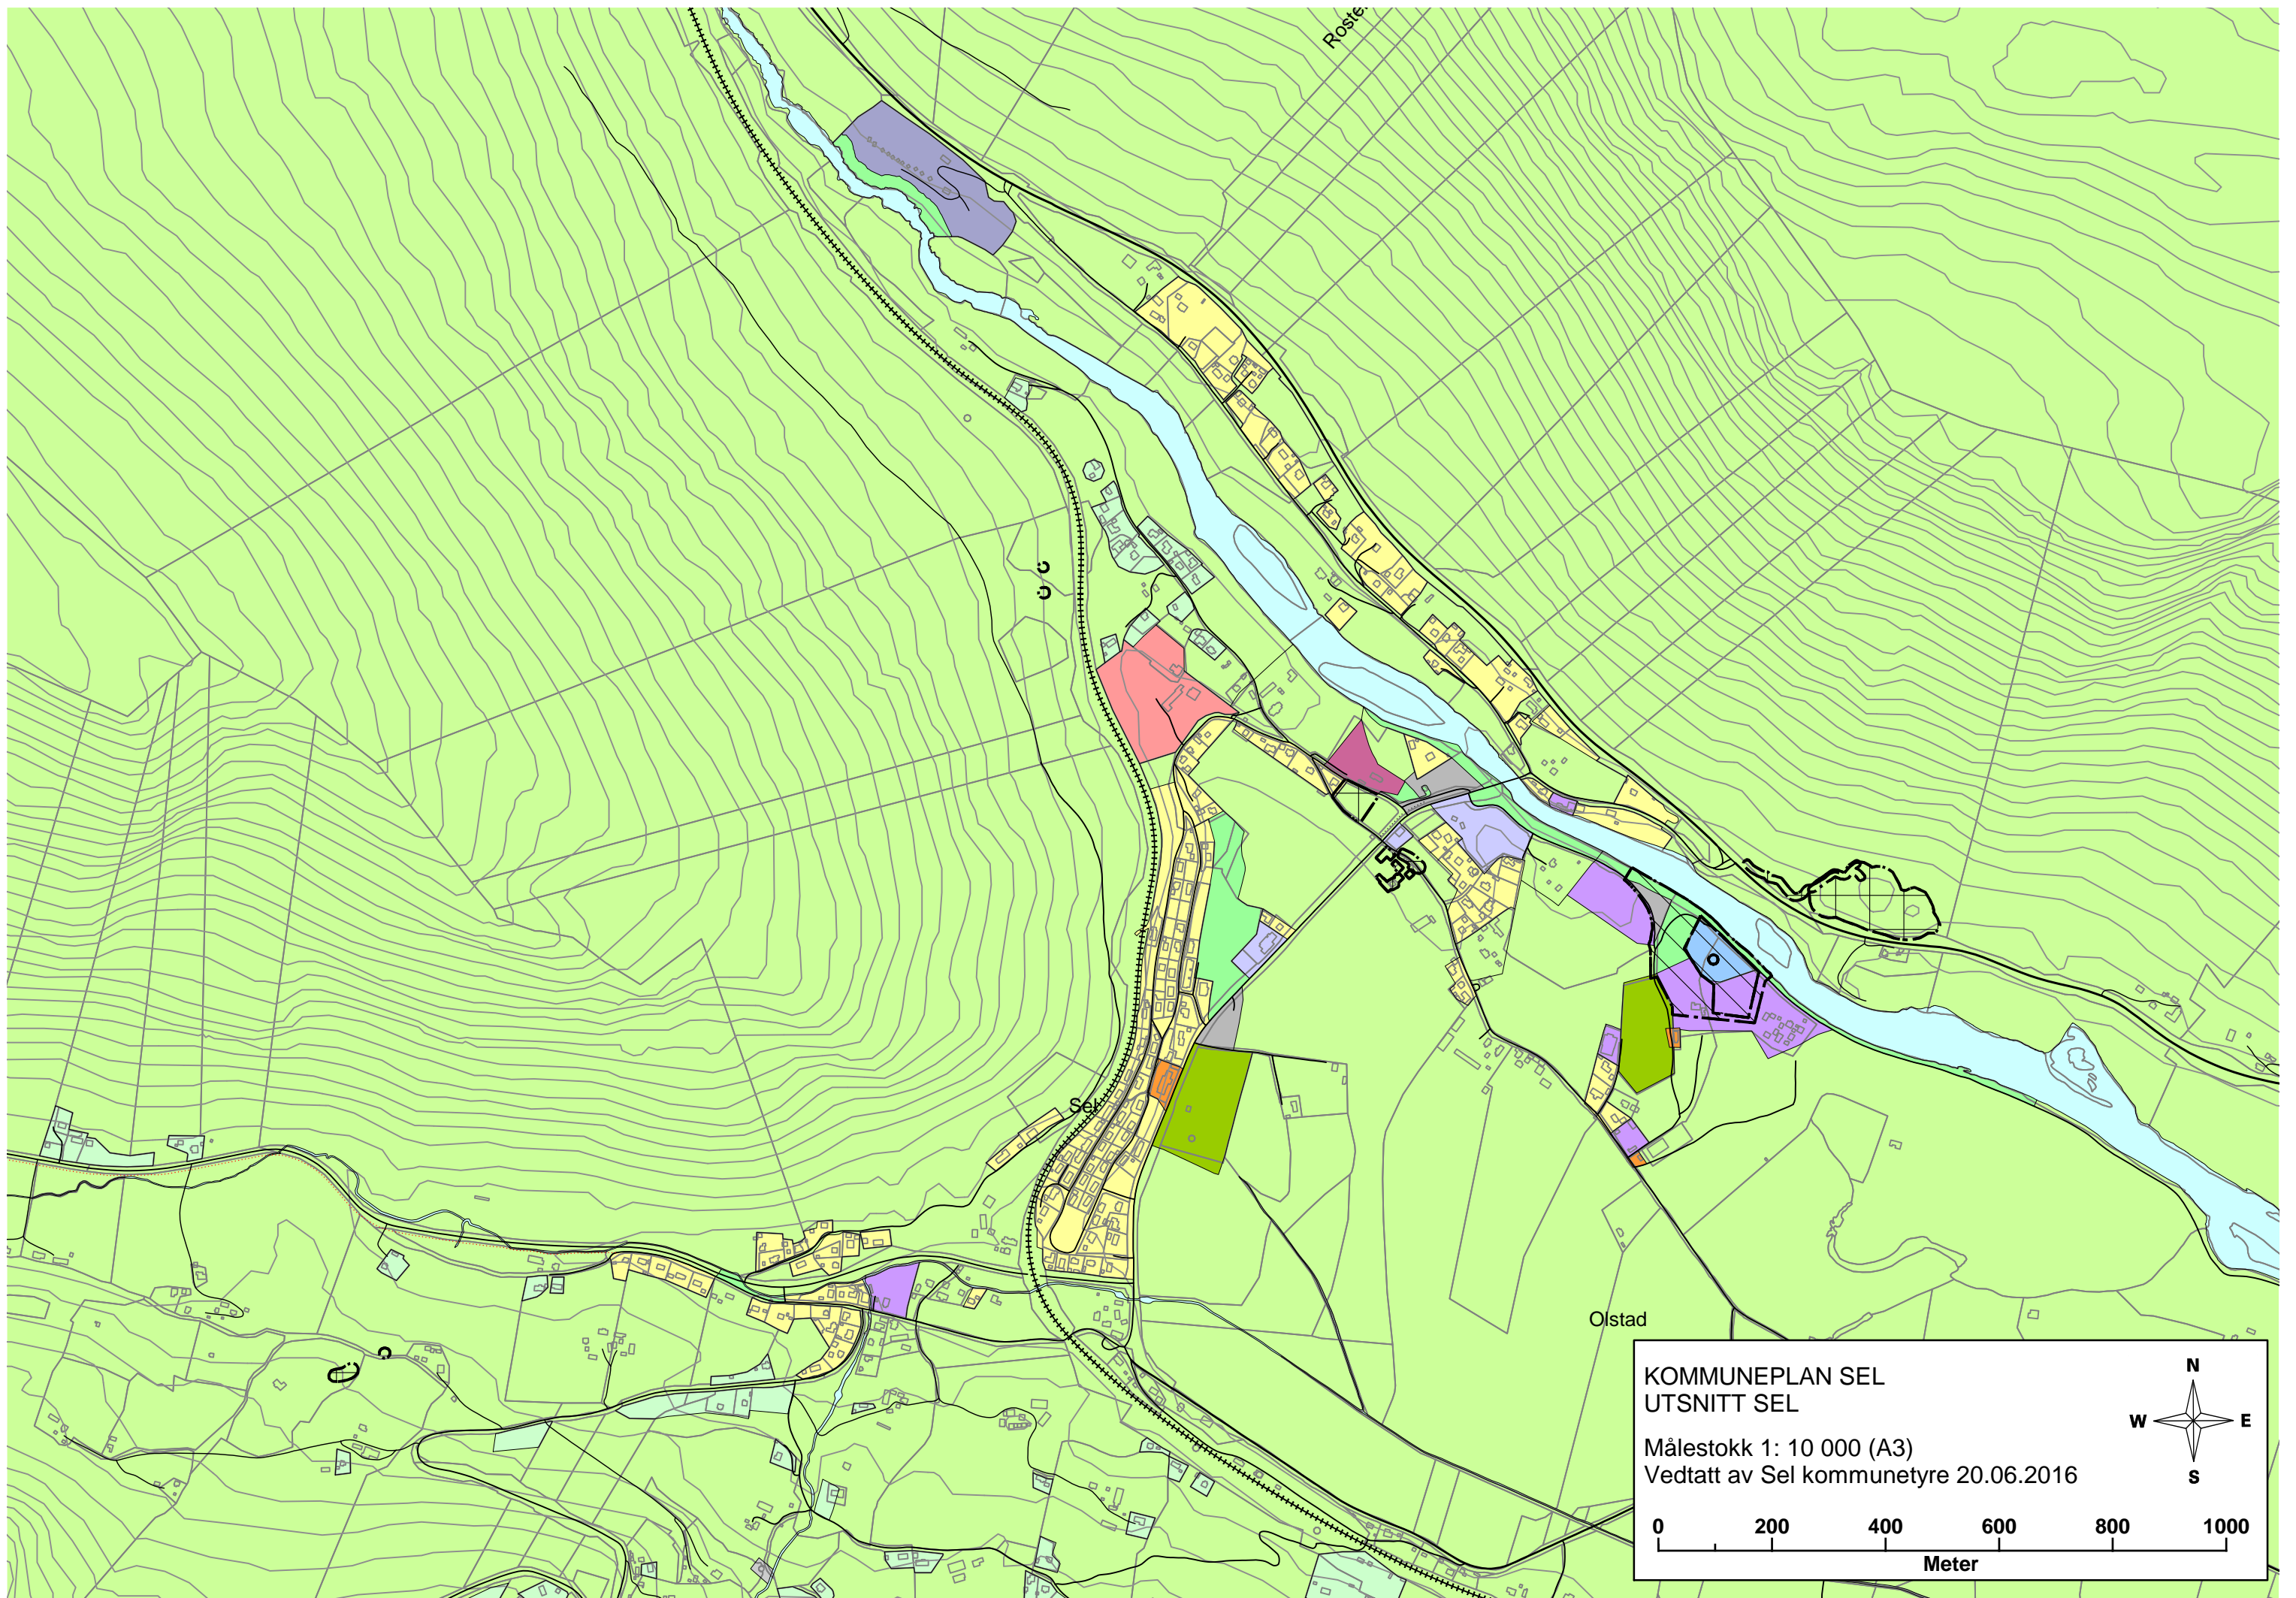 Sel
Olstad
KOMMUNEPLAN SEL
UTSNITT SEL
Målestokk 1: 10 000 (A3)
Vedtatt av Sel kommunetyre 20.06.2016
N
W E
S
0 200 400 600 800 1000
Meter